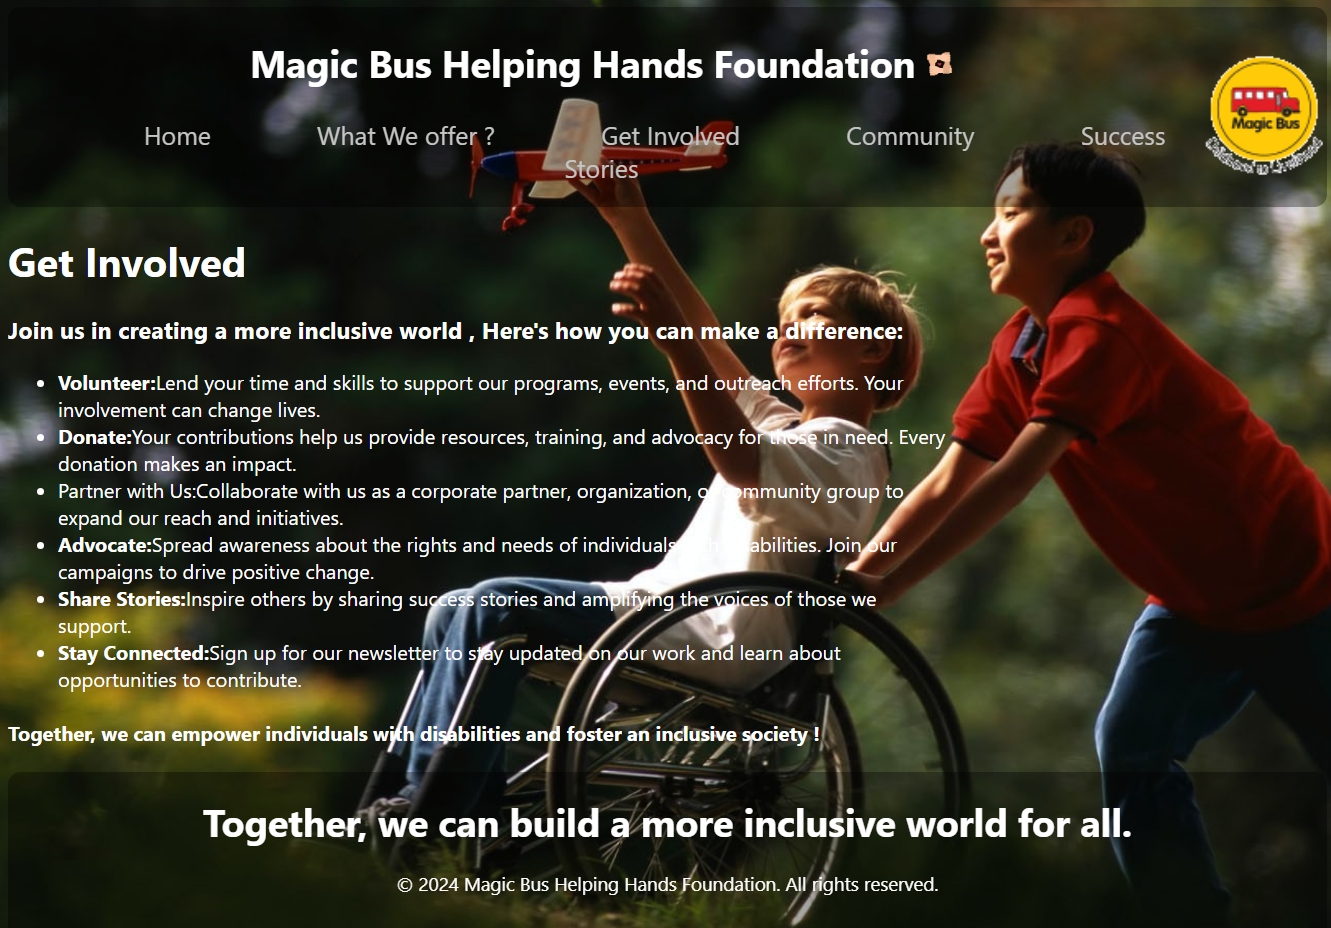 Magic Bus Helping Hands Foundation
Magic Bus
Home What We offer ? Get Involved Community Success
Stories
Get Involved
Join us in creating a more inclusive world , Here's how you can make a difference:
Volunteer:Lend your time and skills to support our programs, events, and outreach efforts. Your
involvement can change lives.
Donate:Your contributions help us provide resources, training, and advocacy for those in need. Every
donation makes an impact.
Partner with Us:Collaborate with us as a corporate partner, organization, or community group to
expand our reach and initiatives.
Advocate:Spread awareness about the rights and needs of individuals with disabilities. Join our
campaigns to drive positive change.
Share Stories:Inspire others by sharing success stories and amplifying the voices of those we
support.
Stay Connected:Sign up for our newsletter to stay updated on our work and learn about
opportunities to contribute.
Together, we can empower individuals with disabilities and foster an inclusive society !
Together, we can build a more inclusive world for all.
© 2024 Magic Bus Helping Hands Foundation. All rights reserved.